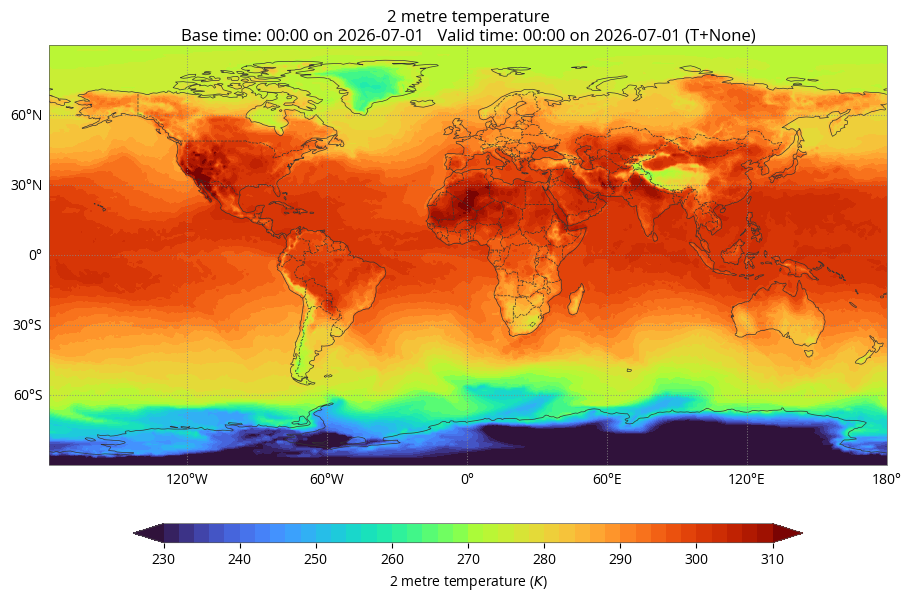 2 metre temperature
Base time: 00:00 on 2026-07-01   Valid time: 00:00 on 2026-07-01 (T+None)
60°N
30°N
0°
30°S
60°S
120°W 60°W 0° 60°E 120°E 180°
230 240 250 260 270 280 290 300 310
2 metre temperature (K)